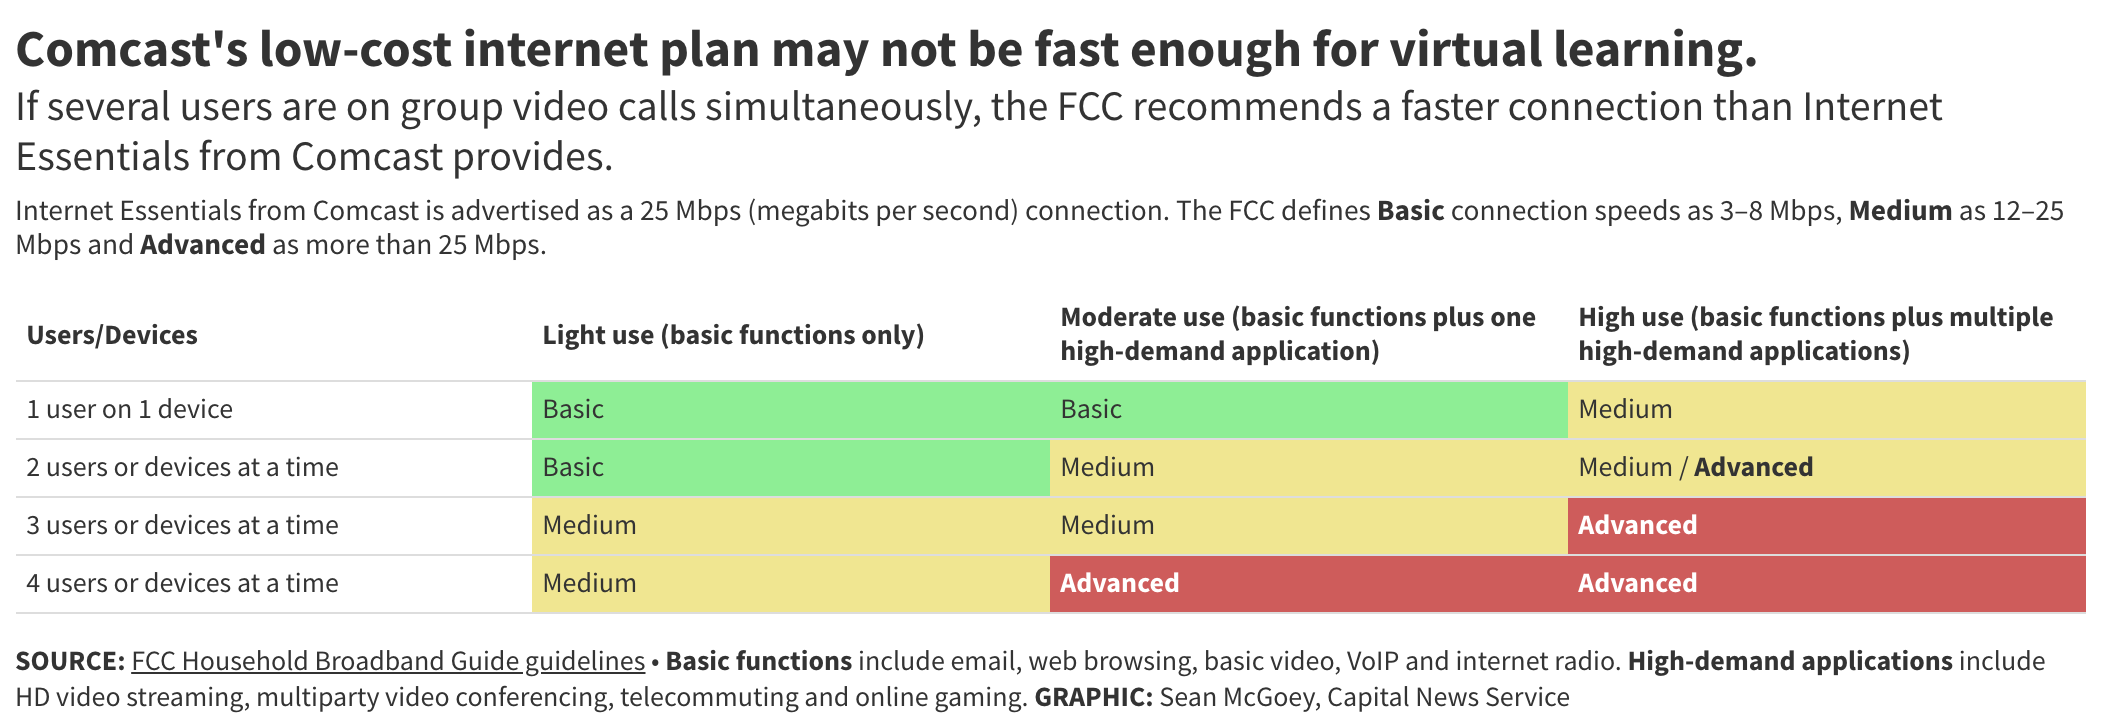 Comcast's low-cost internet plan may not be fast enough for virtual learning.
If several users are on group video calls simultaneously, the FCC recommends a faster connection than Internet
Essentials from Comcast provides.
Internet Essentials from Comcast is advertised as a 25 Mbps (megabits per second) connection. The FCC defines Basic connection speeds as 3–8 Mbps, Medium as 12–25
Mbps and Advanced as more than 25 Mbps.
Users/Devices
Light use (basic functions only)
Moderate use (basic functions plus one
high-demand application)
High use (basic functions plus multiple
high-demand applications)
1 user on 1 device Basic Basic Medium
2 users or devices at a time Basic Medium Medium / Advanced
3 users or devices at a time Medium Medium Advanced
4 users or devices at a time Medium Advanced Advanced
SOURCE: FCC Household Broadband Guide guidelines • Basic functions include email, web browsing, basic video, VoIP and internet radio. High-demand applications include
HD video streaming, multiparty video conferencing, telecommuting and online gaming. GRAPHIC: Sean McGoey, Capital News Service